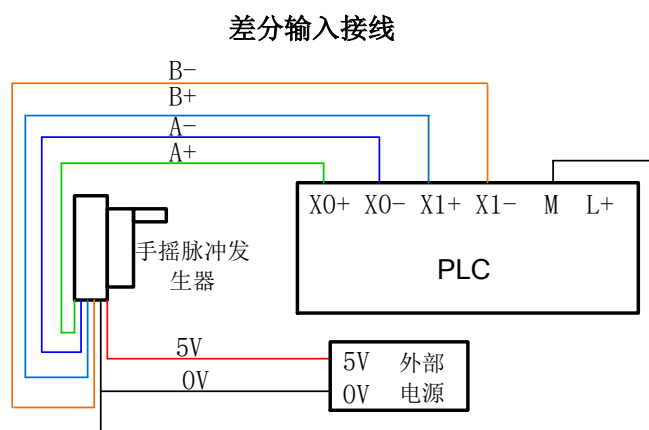 差分输入接线
B-
B+
A-
A+
X0+ X0- X1+ X1- M L+
PLC
手摇脉冲发
生器
5V
0V
5V 外部
0V 电源